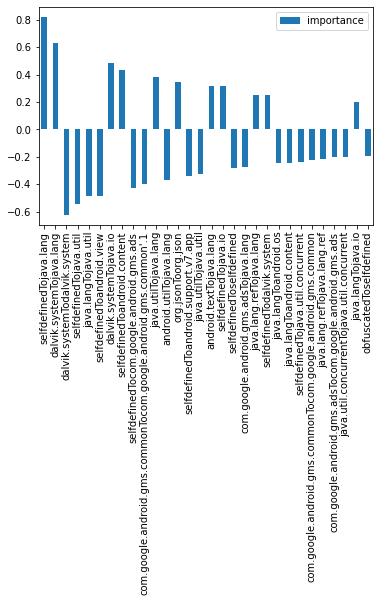 importance
0.8
0.6
0.4
0.2
0.0
−0.2
−0.4
−0.6
selfdefinedTojava.lang
dalvik.systemTojava.lang
dalvik.systemTodalvik.system
selfdefinedTojava.util
java.langTojava.util
selfdefinedToandroid.view
dalvik.systemTojava.io
selfdefinedToandroid.content
selfdefinedTocom.google.android.gms.ads
com.google.android.gms.commonTocom.google.android.gms.common'.1
java.utilTojava.lang
android.utilTojava.lang
org.jsonToorg.json
selfdefinedToandroid.support.v7.app
java.utilTojava.util
android.textTojava.lang
selfdefinedTojava.io
selfdefinedToselfdefined
com.google.android.gms.adsTojava.lang
java.lang.refTojava.lang
selfdefinedTodalvik.system
java.langToandroid.os
java.langToandroid.content
selfdefinedTojava.util.concurrent
com.google.android.gms.commonTocom.google.android.gms.common
java.lang.refTojava.lang.ref
com.google.android.gms.adsTocom.google.android.gms.ads
java.util.concurrentTojava.util.concurrent
java.langTojava.io
obfuscatedToselfdefined